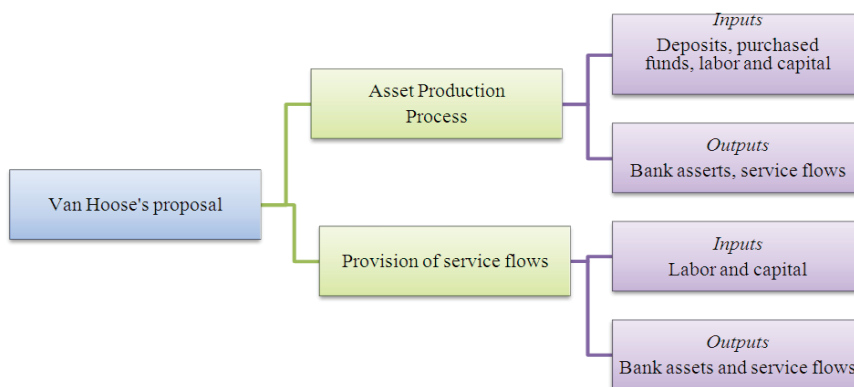 Van Hoose's proposal
Asset Production
Process
Provision of service flows
Inputs
Deposits, purchased
funds, labor and capital
Outputs
Bank asserts, service flows
Inputs
Labor and capital
Outputs
Bank assets and service flows